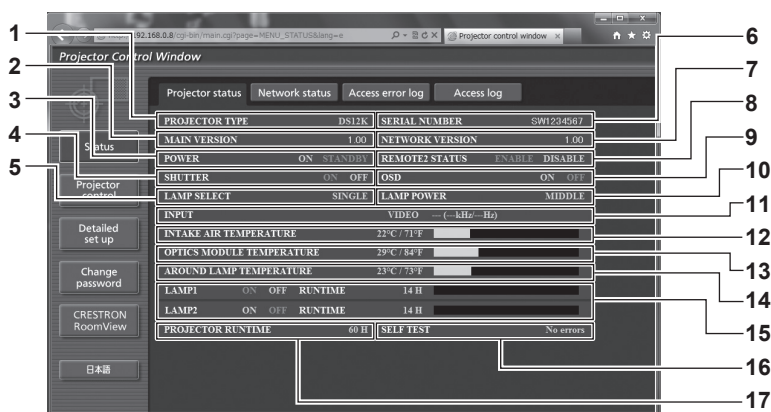 192.168.0.8/cgi-bin/main.cgi?page=MENU_STATUS&lang=e Projector control window
Projector Control Window
Projector status Network status Access error log Access log
PROJECTOR TYPE DS12K SERIAL NUMBER SW1234567
MAIN VERSION 1.00 NETWORK VERSION 1.00
Status
POWER ON STANDBY REMOTE2 STATUS ENABLE DISABLE
SHUTTER ON OFF OSD ON OFF
Projector
control
LAMP SELECT SINGLE LAMP POWER MIDDLE
INPUT VIDEO --- (---kHz/---Hz)
Detailed
set up
INTAKE AIR TEMPERATURE 22°C / 71°F
OPTICS MODULE TEMPERATURE 29°C / 84°F
AROUND LAMP TEMPERATURE 23°C / 73°F
Change
password
LAMP1 ON OFF RUNTIME 14 H
LAMP2 ON OFF RUNTIME 14 H
CRESTRON
RoomView
PROJECTOR RUNTIME 60 H SELF TEST No errors
日本語
1
2
3
4
5
6
7
8
9
10
11
12
13
14
15
16
17